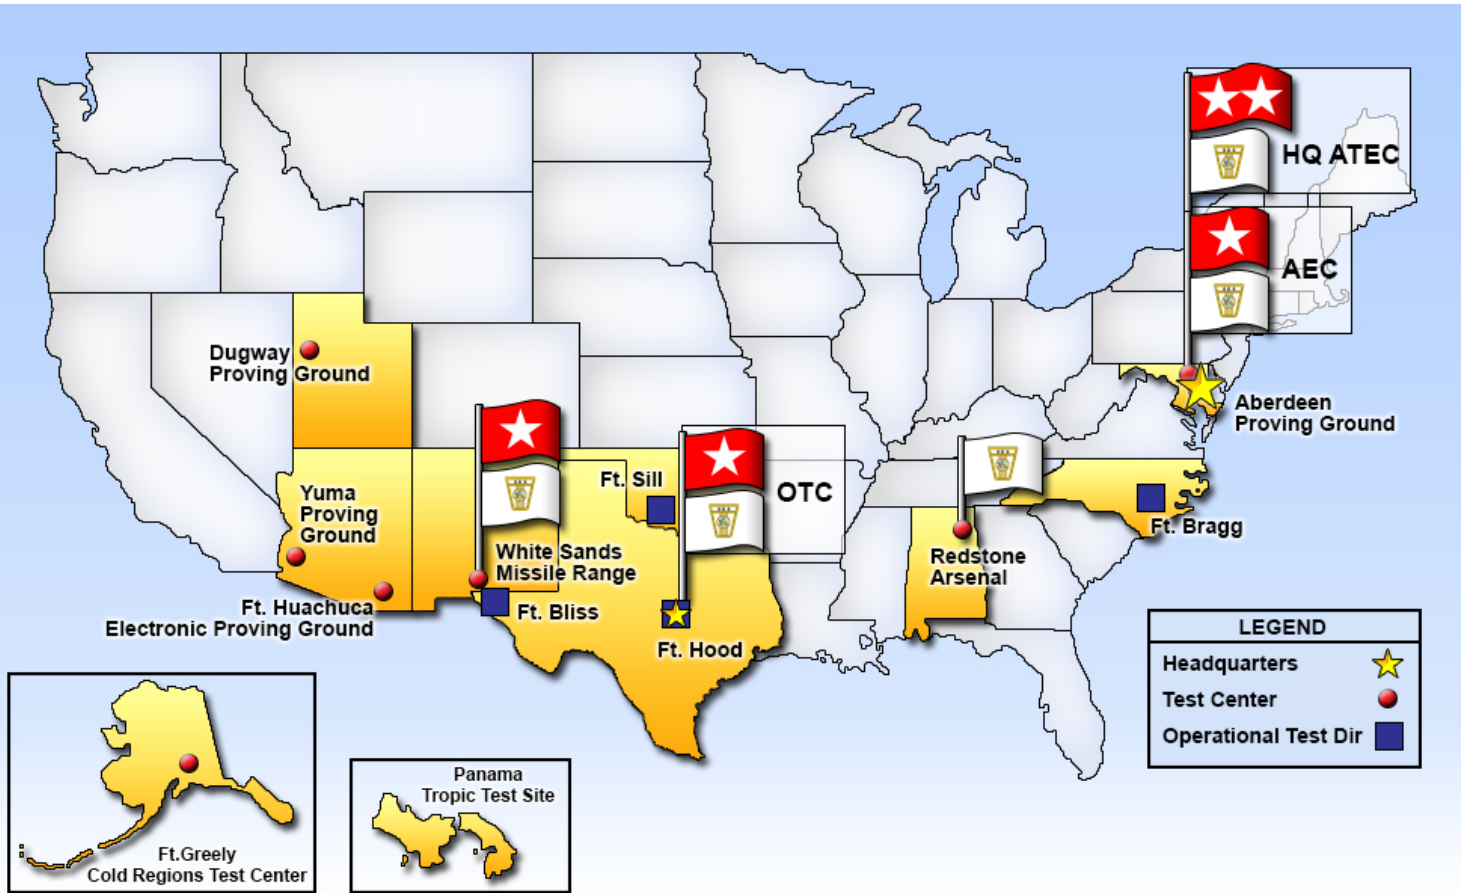 HQ ATEC
AEC
Dugway
Proving Ground
Aberdeen
Proving Ground
Yuma
Proving
Ground
Ft. Sill
OTC
Ft. Bragg
White Sands
Missile Range
Redstone
Arsenal
Ft. Huachuca
Electronic Proving Ground
Ft. Bliss
Ft. Hood
LEGEND
Headquarters
Test Center
Operational Test Dir
Panama
Tropic Test Site
Ft.Greely
Cold Regions Test Center